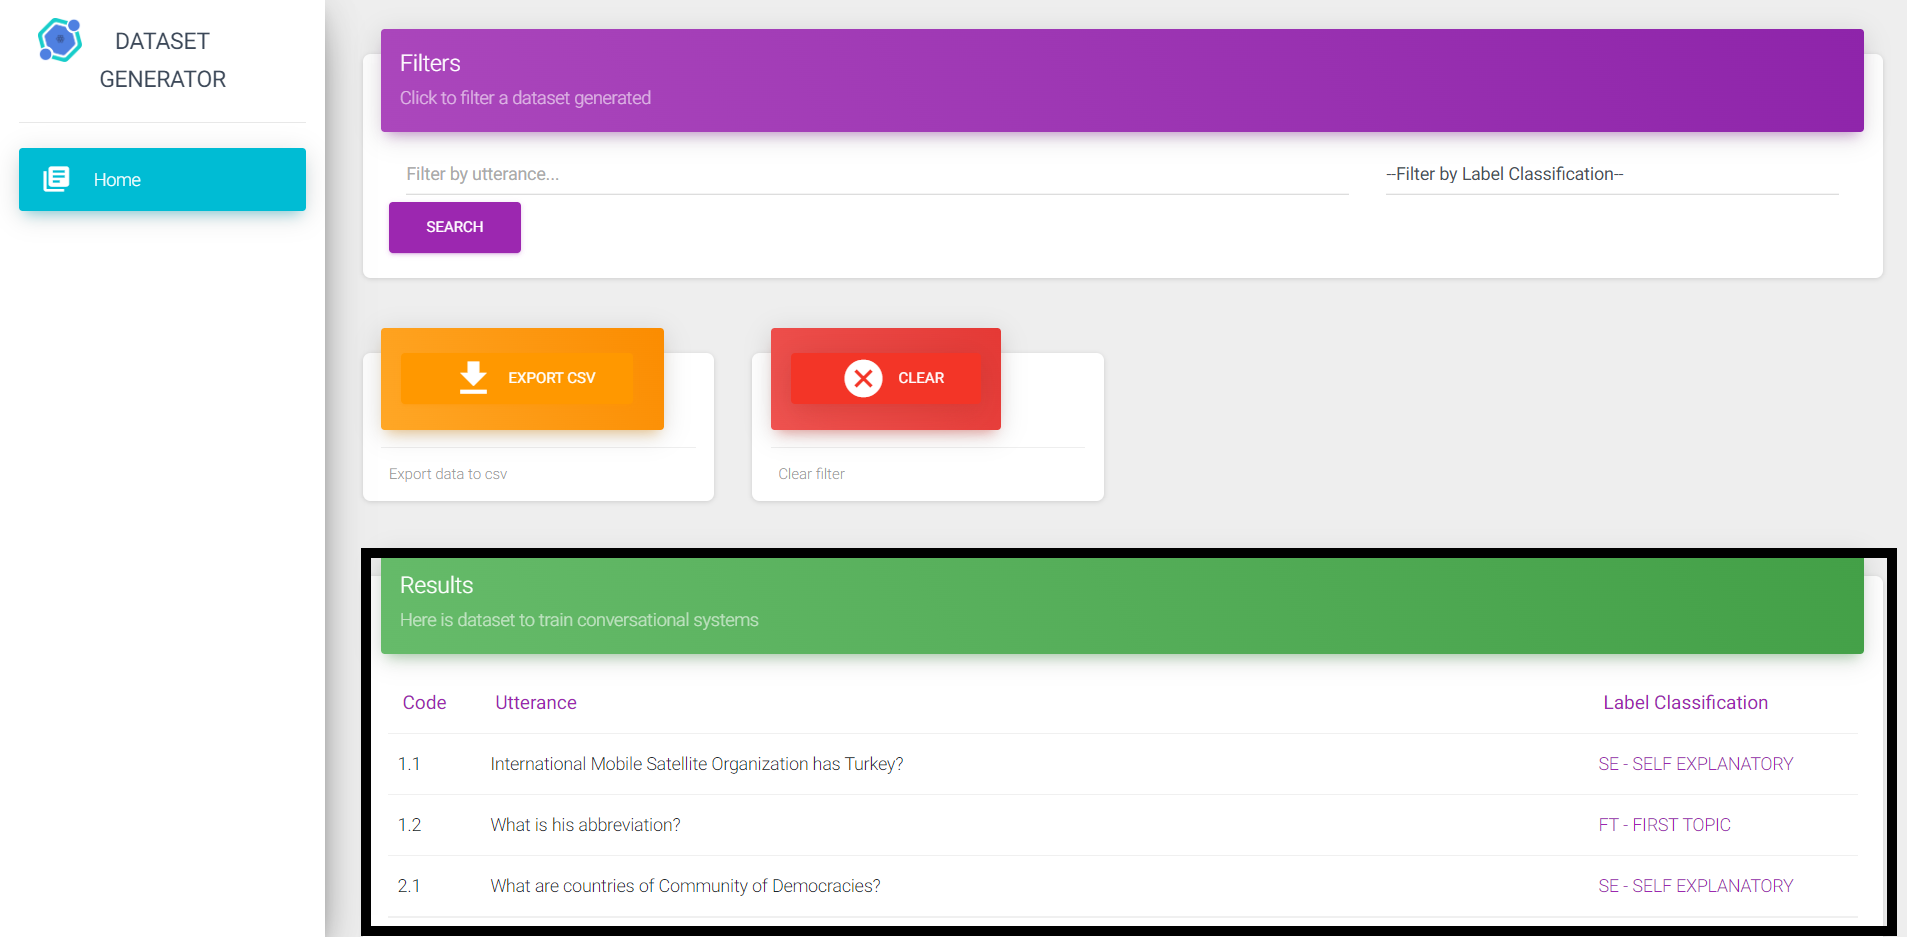 DATASET
GENERATOR
Home
Filters
Click to filter a dataset generated
Filter by utterance...
--Filter by Label Classification--
SEARCH
EXPORT CSV
CLEAR
Export data to csv
Clear filter
Results
Here is dataset to train conversational systems
Code Utterance Label Classification
1.1 International Mobile Satellite Organization has Turkey? SE - SELF EXPLANATORY
1.2 What is his abbreviation? FT - FIRST TOPIC
2.1 What are countries of Community of Democracies? SE - SELF EXPLANATORY